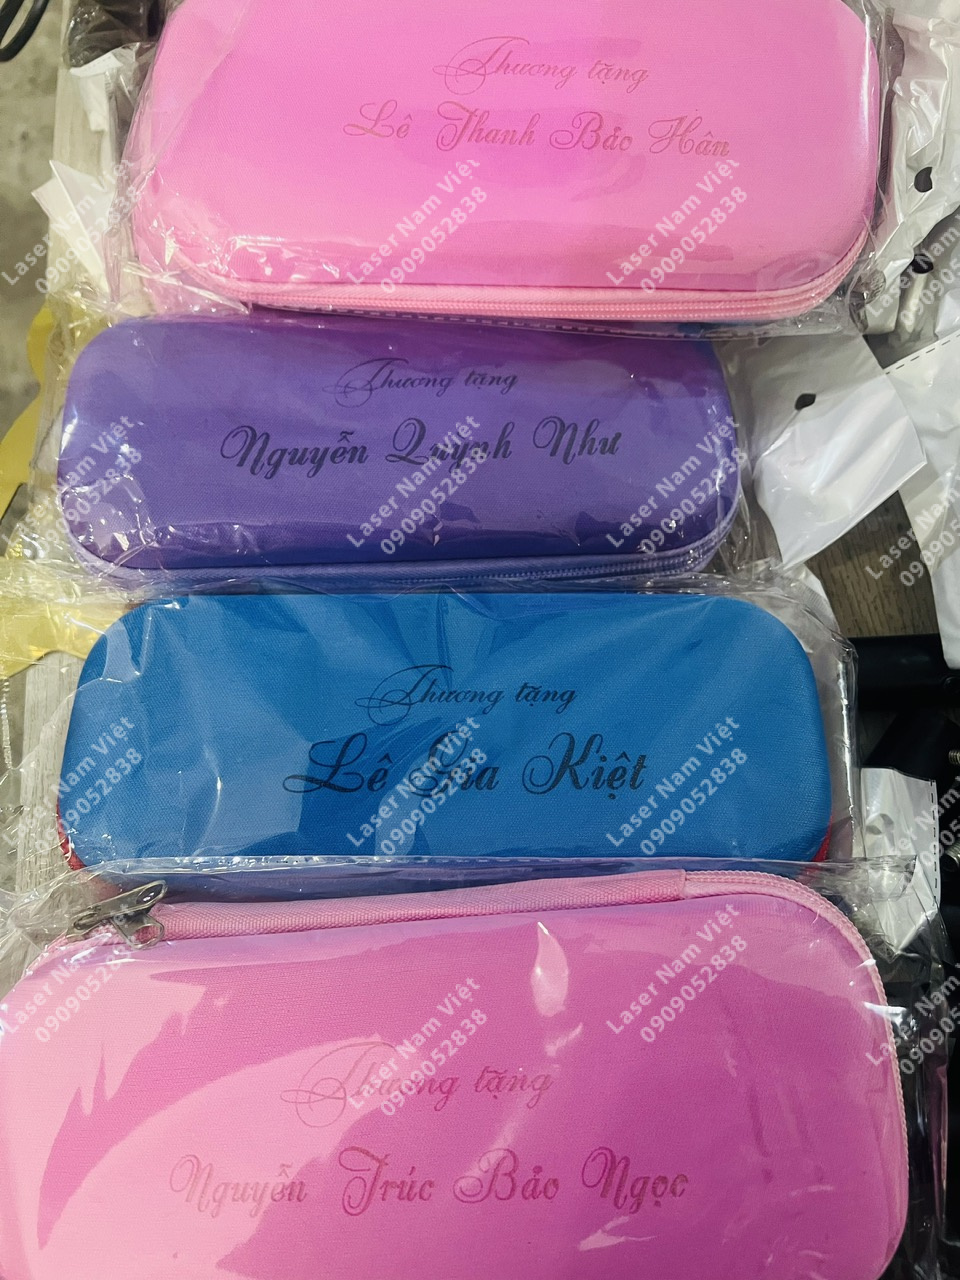 Thương tặng
Lê Thanh Bảo Hân
Thương tặng
Nguyễn Quỳnh Như
Thương tặng
Lê Gia Kiệt
Thương tặng
Nguyễn Trúc Bảo Ngọc
Laser Nam Việt
0909052838